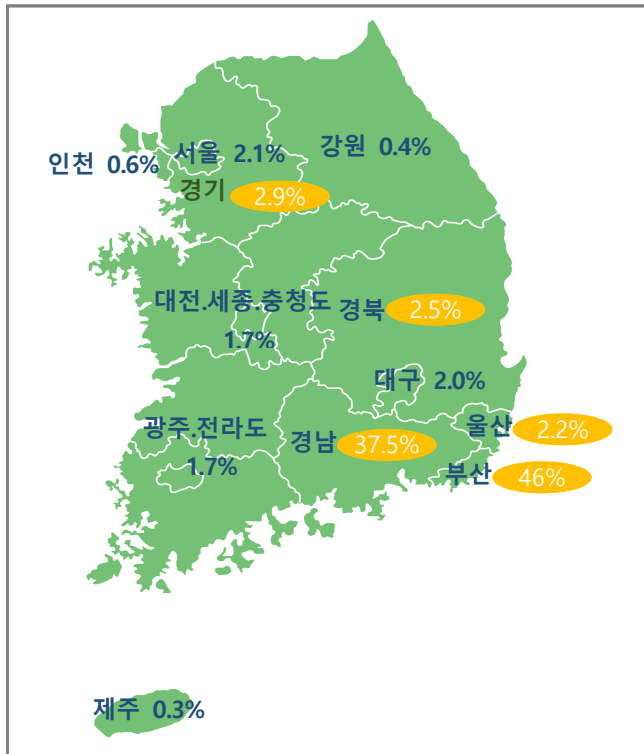 강원 0.4%
서울 2.1%
인천 0.6%
경기 2.9%
대전.세종.충청도
1.7%
경북 2.5%
대구 2.0%
광주.전라도
1.7%
경남 37.5%
울산 2.2%
부산 46%
제주 0.3%